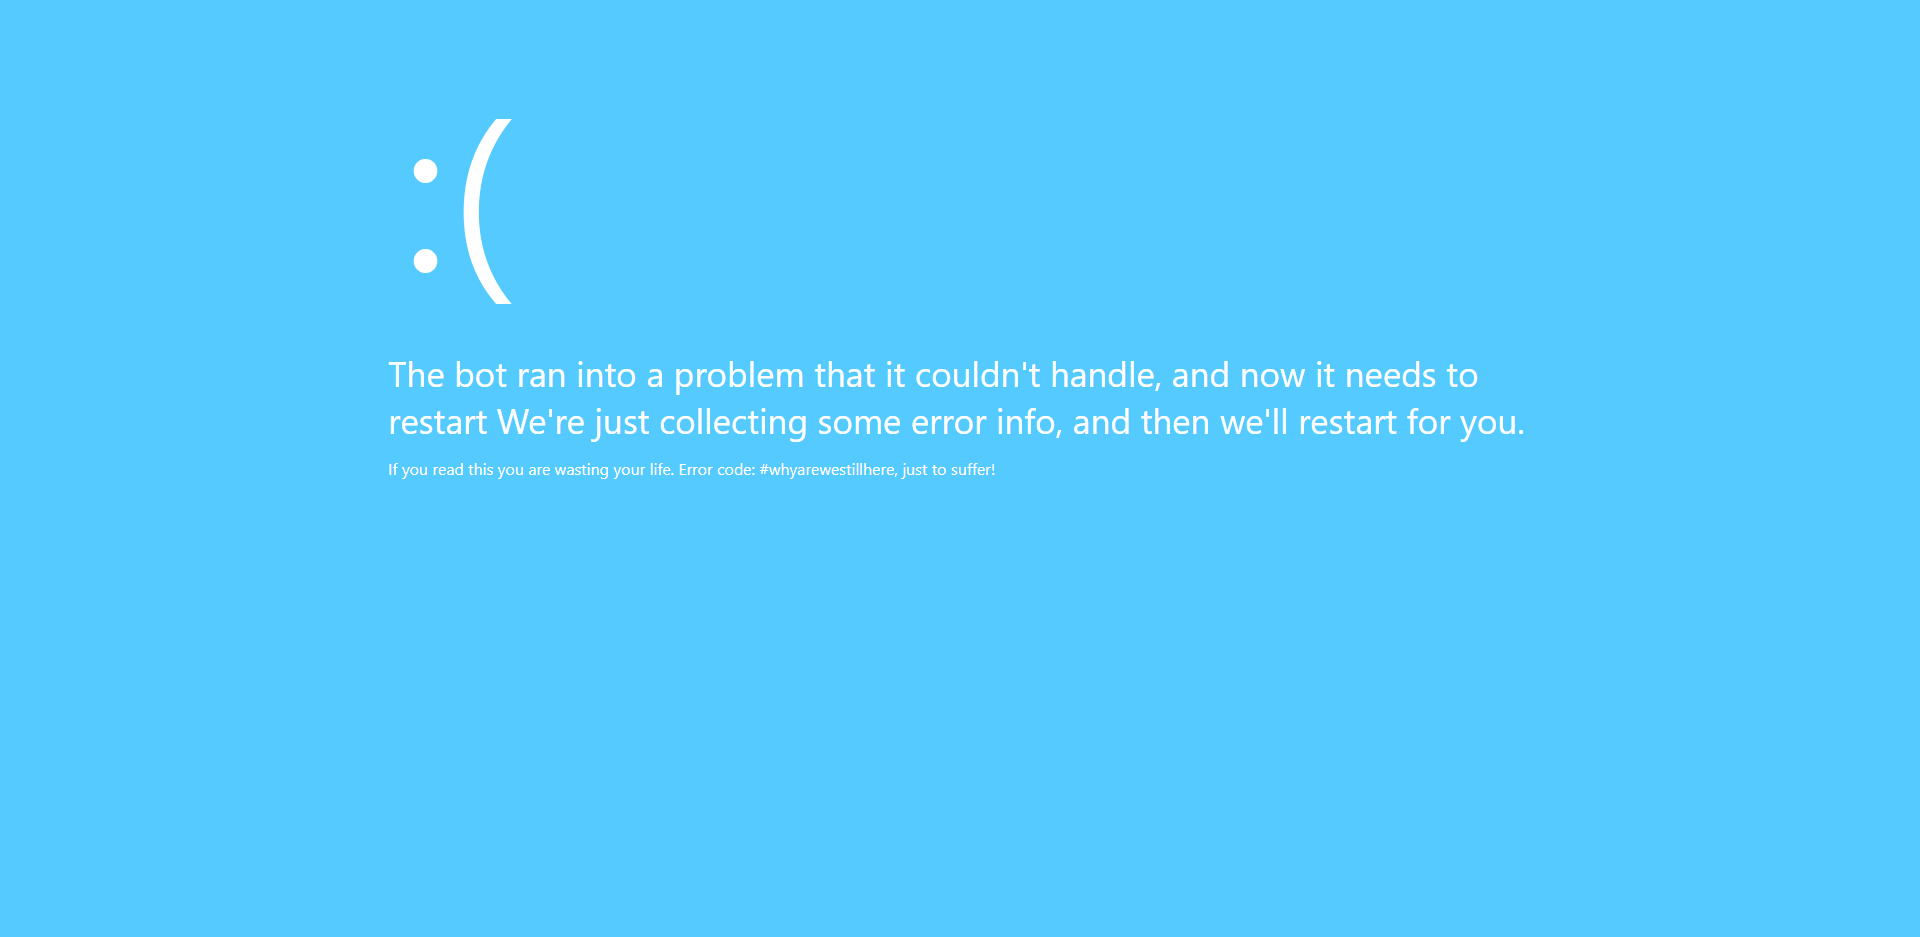 :(
The bot ran into a problem that it couldn't handle, and now it needs to
restart We're just collecting some error info, and then we'll restart for you.
If you read this you are wasting your life. Error code: #whyarewestillhere, just to suffer!